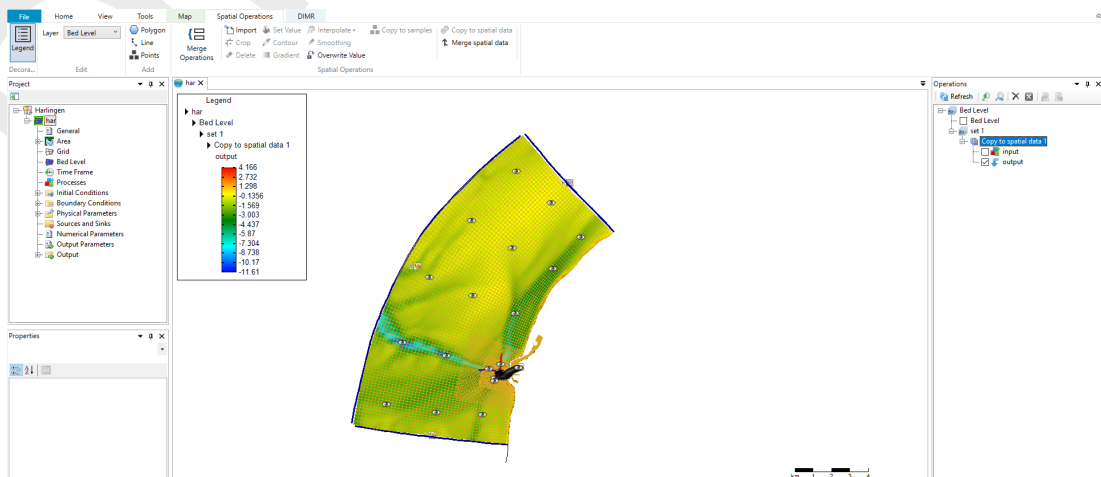 File Home View Tools Map Spatial Operations DIMR
Legend
Layer Bed Level
Polygon
Line
Points
Merge Operations
Import Set Value Interpolate Copy to samples Copy to spatial data
Crop Contour Smoothing Merge spatial data
Delete Gradient Overwrite Value
Decora... Edit Add Spatial Operations
Project
Harlingen
har
General
Area
Grid
Bed Level
Time Frame
Processes
Initial Conditions
Boundary Conditions
Physical Parameters
Sources and Sinks
Numerical Parameters
Output Parameters
Output
Properties
har
Legend
har
Bed Level
set 1
Copy to spatial data 1
output
4.166
2.732
1.298
-0.1356
-1.569
-3.003
-4.437
-5.87
-7.304
-8.738
-10.17
-11.61
km 1 2 3 4
Operations
Refresh
Bed Level
Bed Level
set 1
Copy to spatial data 1
input
output